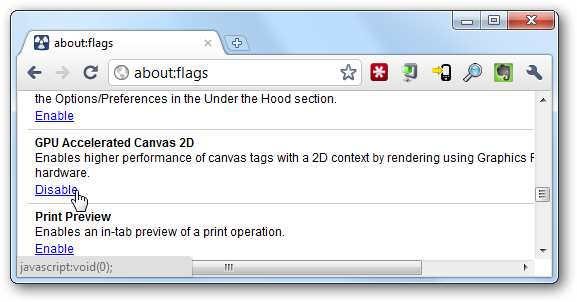 about:flags
about:flags
the Options/Preferences in the Under the Hood section.
Enable
GPU Accelerated Canvas 2D
Enables higher performance of canvas tags with a 2D context by rendering using Graphics
hardware.
Disable
Print Preview
Enables an in-tab preview of a print operation.
Enable
javascript:void(0);